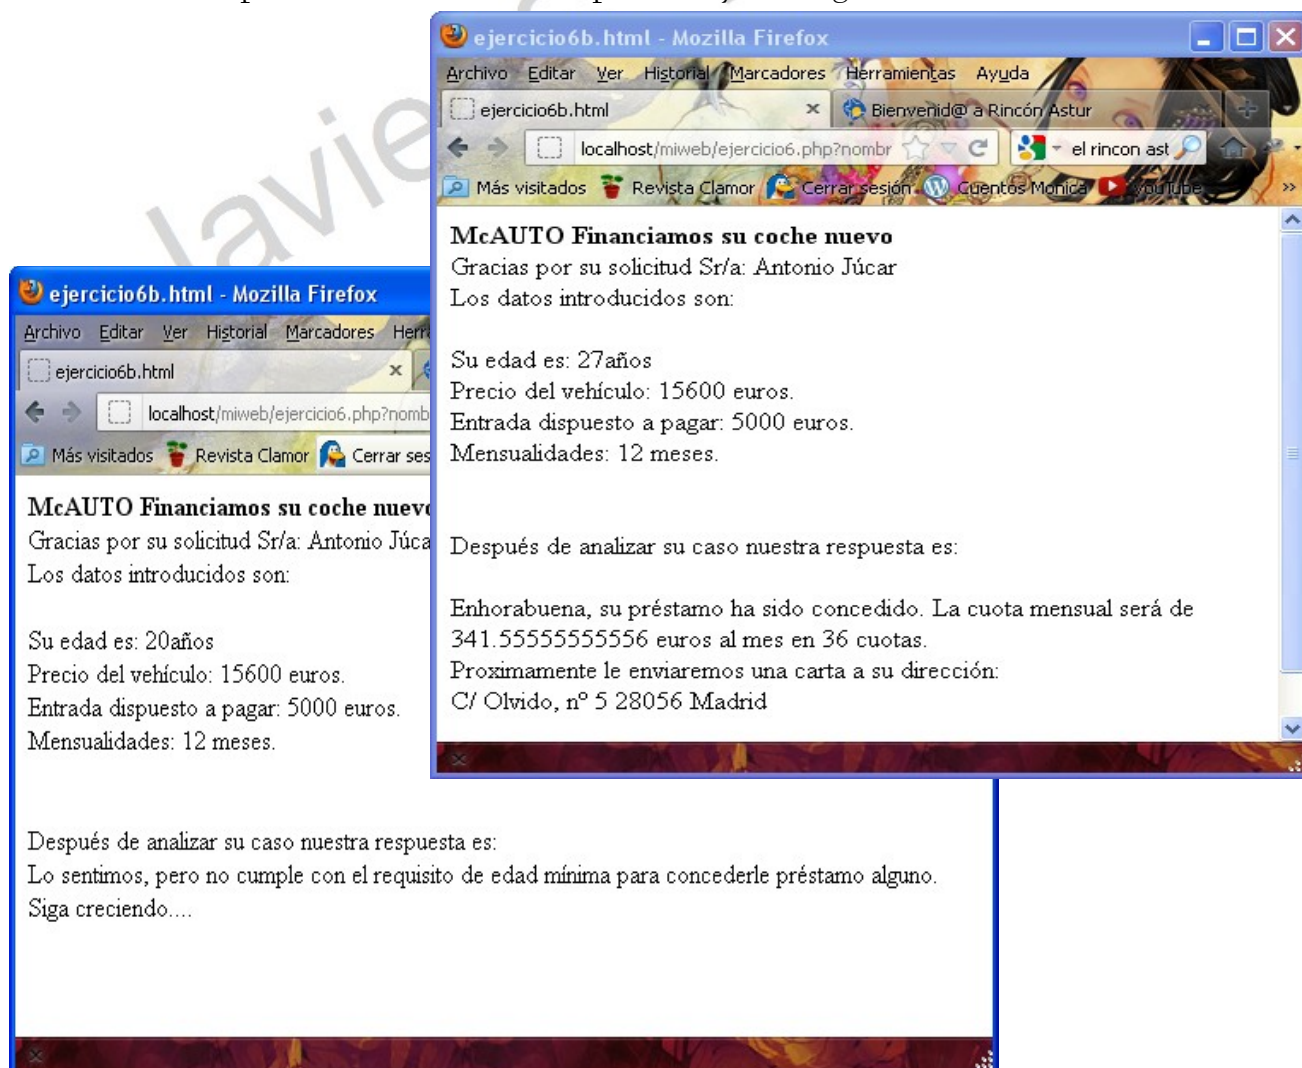 ejercicio6b.html - Mozilla Firefox
Archivo Editar Ver Historial Marcadores Herramientas Ayuda
ejercicio6b.html
Bienvenid@ a Rincón Astur
localhost/miweb/ejercicio6.php?nombr
el rincon ast
Más visitados Revista Clamor Cerrar sesión Cuentos Monica YouTube
McAUTO Financiamos su coche nuevo
Gracias por su solicitud Sr/a: Antonio Júcar
Los datos introducidos son:
Su edad es: 27años
Precio del vehículo: 15600 euros.
Entrada dispuesto a pagar: 5000 euros.
Mensualidades: 12 meses.
Después de analizar su caso nuestra respuesta es:
Enhorabuena, su préstamo ha sido concedido. La cuota mensual será de
341.55555555556 euros al mes en 36 cuotas.
Proximamente le enviaremos una carta a su dirección:
C/ Olvido, nº 5 28056 Madrid
ejercicio6b.html - Mozilla Firefox
Archivo Editar Ver Historial Marcadores Herr
ejercicio6b.html
localhost/miweb/ejercicio6.php?nomb
Más visitados Revista Clamor Cerrar ses
McAUTO Financiamos su coche nuevo
Gracias por su solicitud Sr/a: Antonio Júca
Los datos introducidos son:
Su edad es: 20años
Precio del vehículo: 15600 euros.
Entrada dispuesto a pagar: 5000 euros.
Mensualidades: 12 meses.
Después de analizar su caso nuestra respuesta es:
Lo sentimos, pero no cumple con el requisito de edad mínima para concederle préstamo alguno.
Siga creciendo....